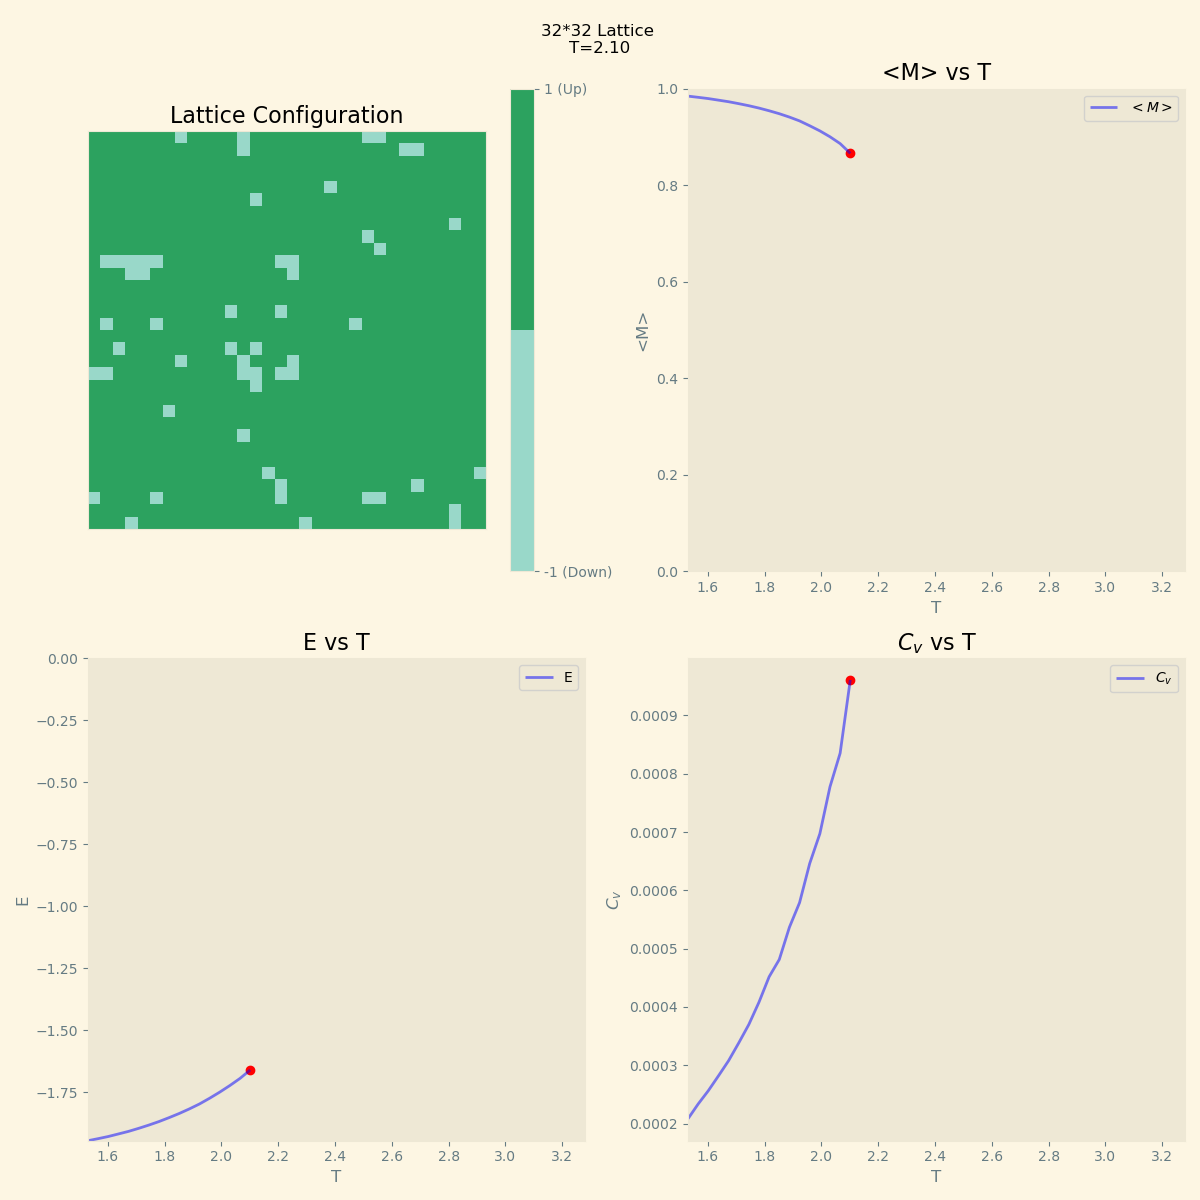 32*32 Lattice
T=2.10
Lattice Configuration
1 (Up)
-1 (Down)
<M> vs T
<M>
1.0
0.8
0.6
0.4
0.2
0.0
<M>
1.6 1.8 2.0 2.2 2.4 2.6 2.8 3.0 3.2
T
E vs T
E
0.00
−0.25
−0.50
−0.75
−1.00
−1.25
−1.50
−1.75
E
1.6 1.8 2.0 2.2 2.4 2.6 2.8 3.0 3.2
T
Cᵥ vs T
Cᵥ
0.0009
0.0008
0.0007
0.0006
0.0005
0.0004
0.0003
0.0002
Cᵥ
1.6 1.8 2.0 2.2 2.4 2.6 2.8 3.0 3.2
T